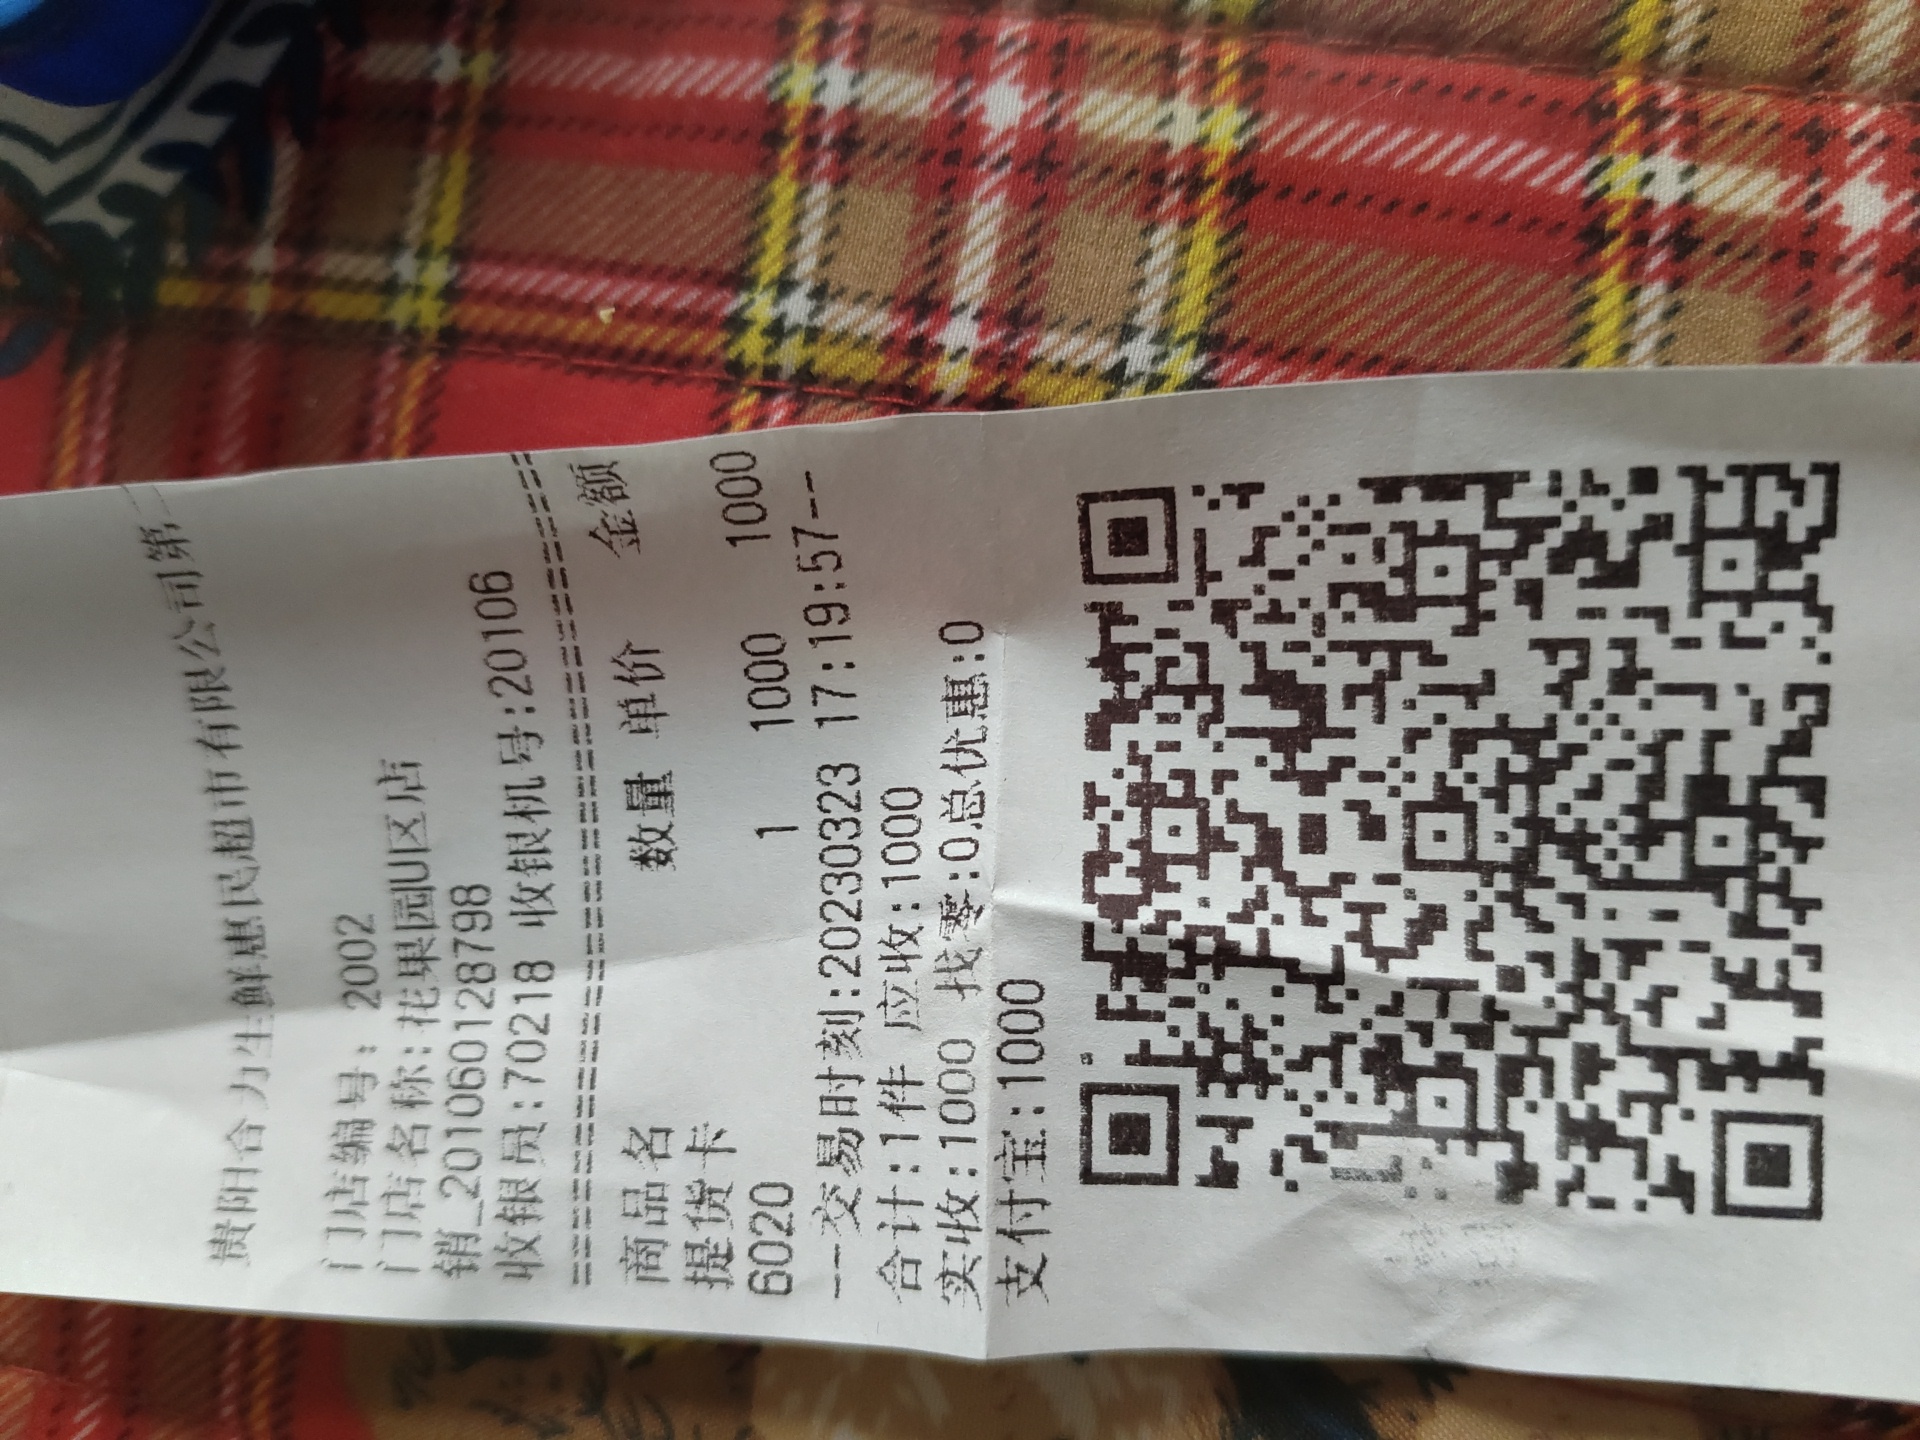 贵阳合力生鲜惠民超市有限公司第一
门店编号: 2002
门店名称:花果园U区店
销_2010601287​98
收银员:70218 收银机号:20106
商品名 数量 单价 金额
提货卡
6020 1 1000 1000
--交易时刻:20230323 17:19:57--
合计:1件 应收:1000
实收:1000 找零:0总优惠:0
支付宝:1000